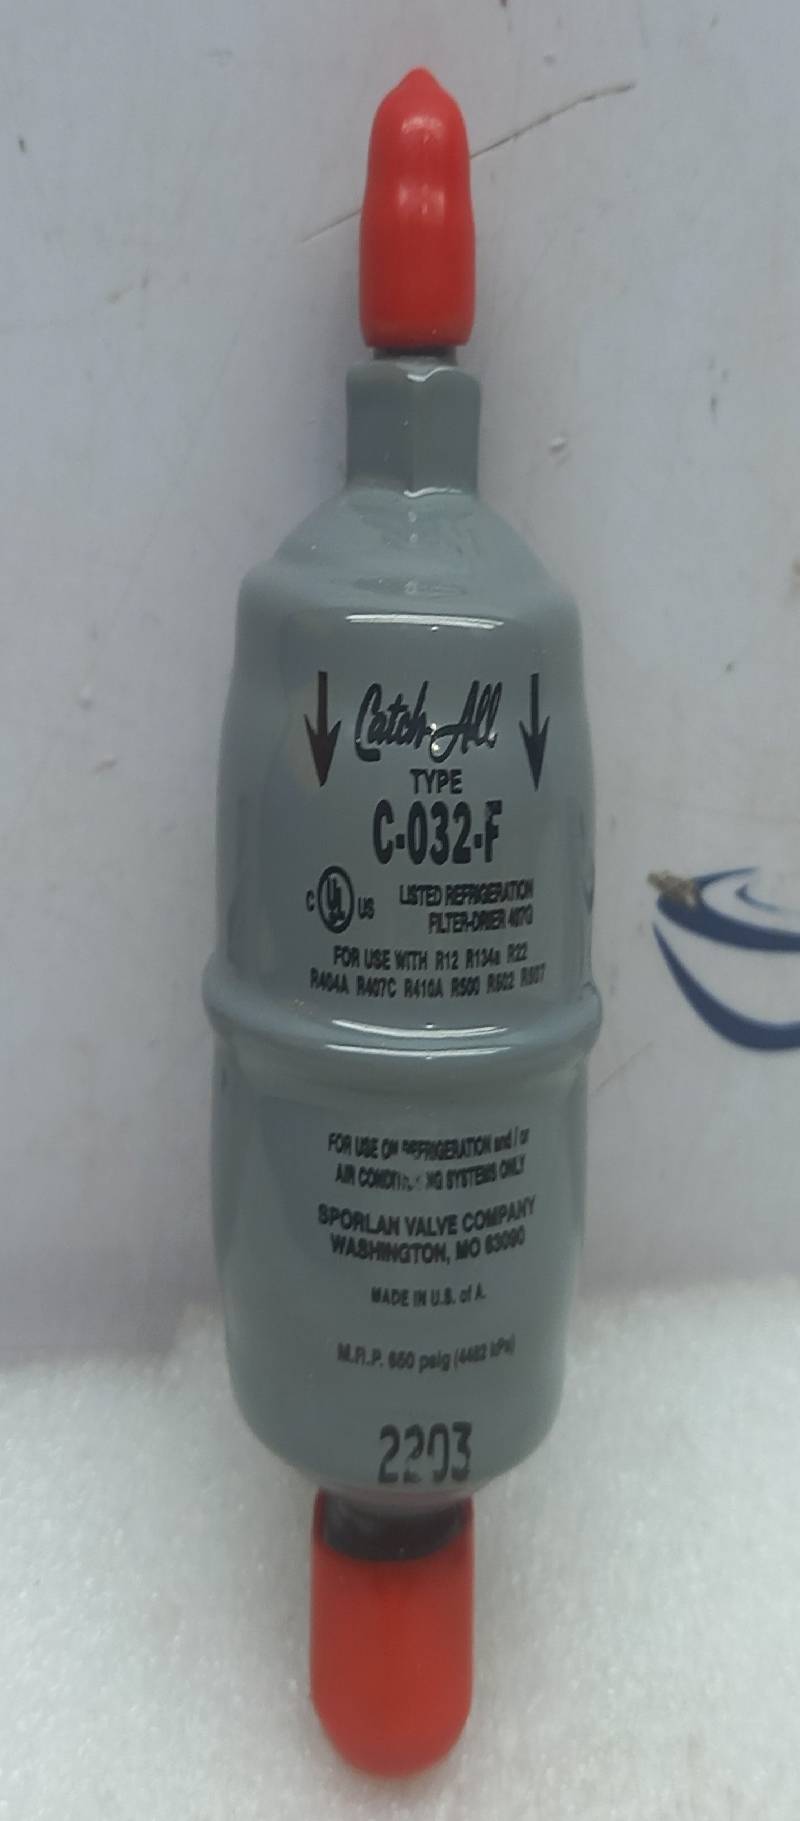 Catch-All
TYPE
C-032-F
C UL US
LISTED REFRIGERATION
FILTER-DRIER
FOR USE WITH R12 R134a R22
R404A R407C R410A R500 R502 R507
FOR USE ON REFRIGERATION and / or
AIR CONDITIONING SYSTEMS ONLY
SPORLAN VALVE COMPANY
WASHINGTON, MO 63090
MADE IN U.S. of A.
M.R.P. 650 psig (4482 kPa)
2203